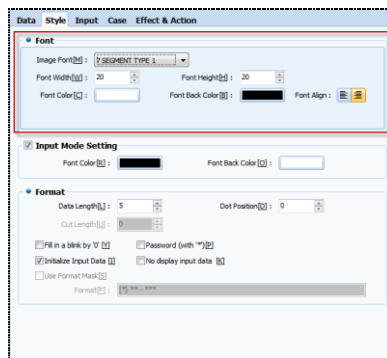 Data Style Input Case Effect & Action
Font
Image Font[M] : 7 SEGMENT TYPE 1
Font Width[W] : 20 Font Height[H] : 20
Font Color[C] : Font Back Color[B] : Font Align :
Input Mode Setting
Font Color[R] : Font Back Color[O] :
Format
Data Length[L] : 5 Dot Position[D] : 0
Cut Length[U] : 0
Fill in a blink by '0' [Y] Password (with '*')[P]
Initialize Input Data [I] No display input data [K]
Use Format Mask[S]
Format[F] : [Y] ** - ***